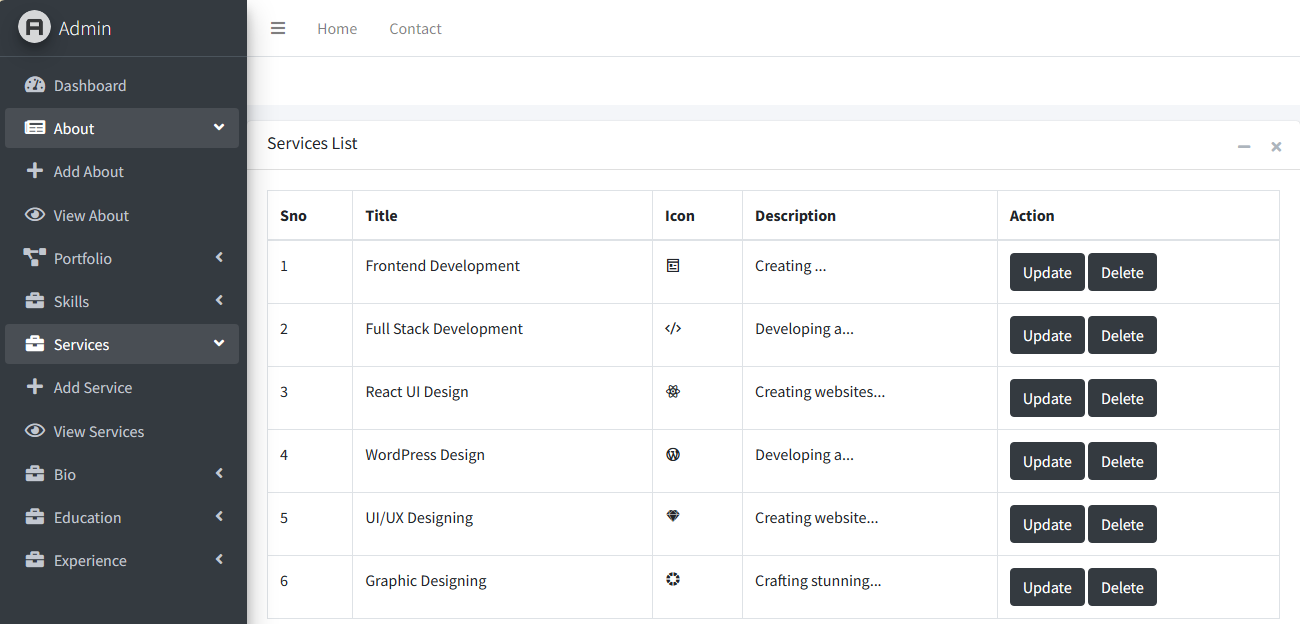 Admin
Home Contact
Dashboard
About
Add About
View About
Portfolio
Skills
Services
Add Service
View Services
Bio
Education
Experience
Services List
Sno Title Icon Description Action
1 Frontend Development Creating ... Update Delete
2 Full Stack Development Developing a... Update Delete
3 React UI Design Creating websites... Update Delete
4 WordPress Design Developing a... Update Delete
5 UI/UX Designing Creating website... Update Delete
6 Graphic Designing Crafting stunning... Update Delete